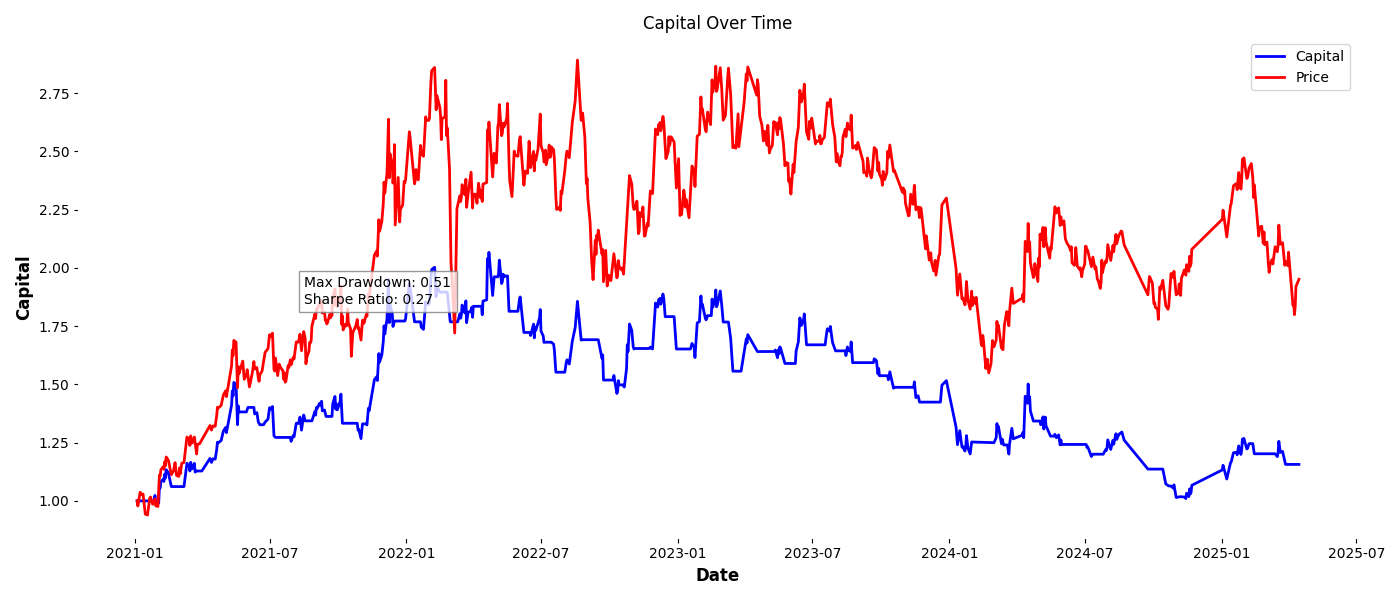 Capital Over Time
Capital
Price
2.75
2.50
2.25
2.00
1.75
1.50
1.25
1.00
Capital
Max Drawdown: 0.51
Sharpe Ratio: 0.27
2021-01
2021-07
2022-01
2022-07
2023-01
2023-07
2024-01
2024-07
2025-01
2025-07
Date